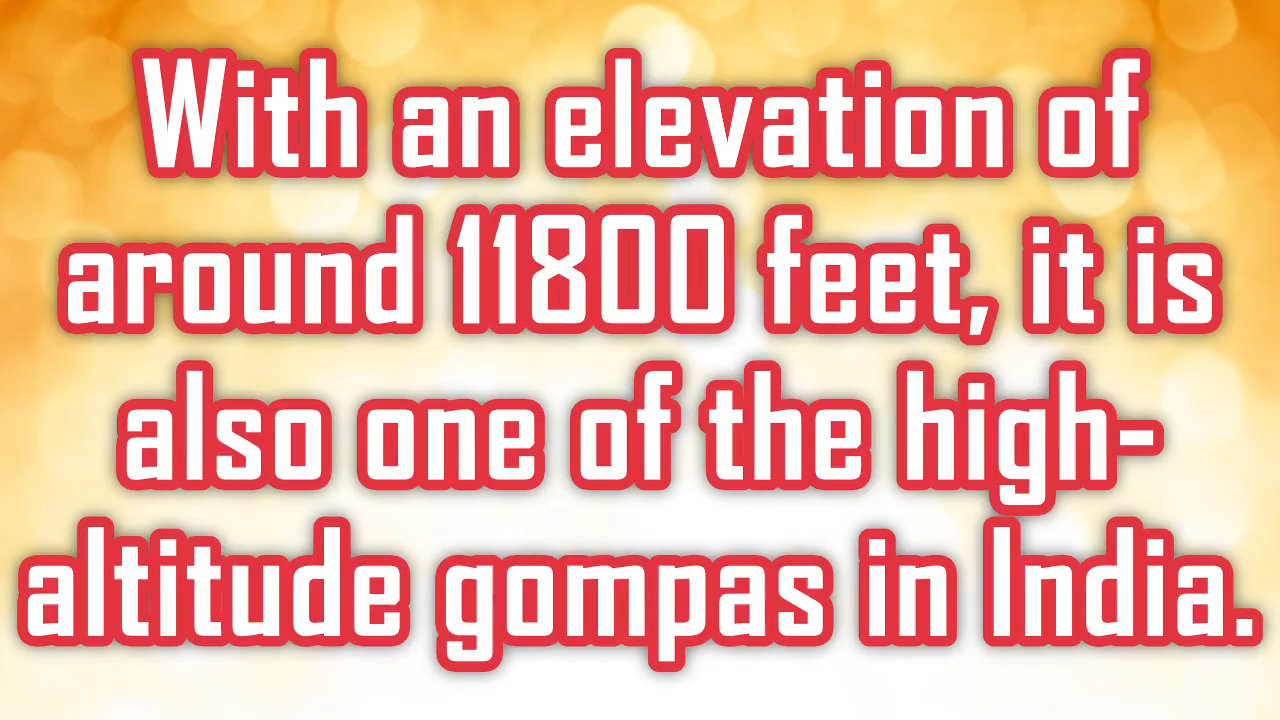 With an elevation of
around 11800 feet, it is
also one of the high-
altitude gompas in India.